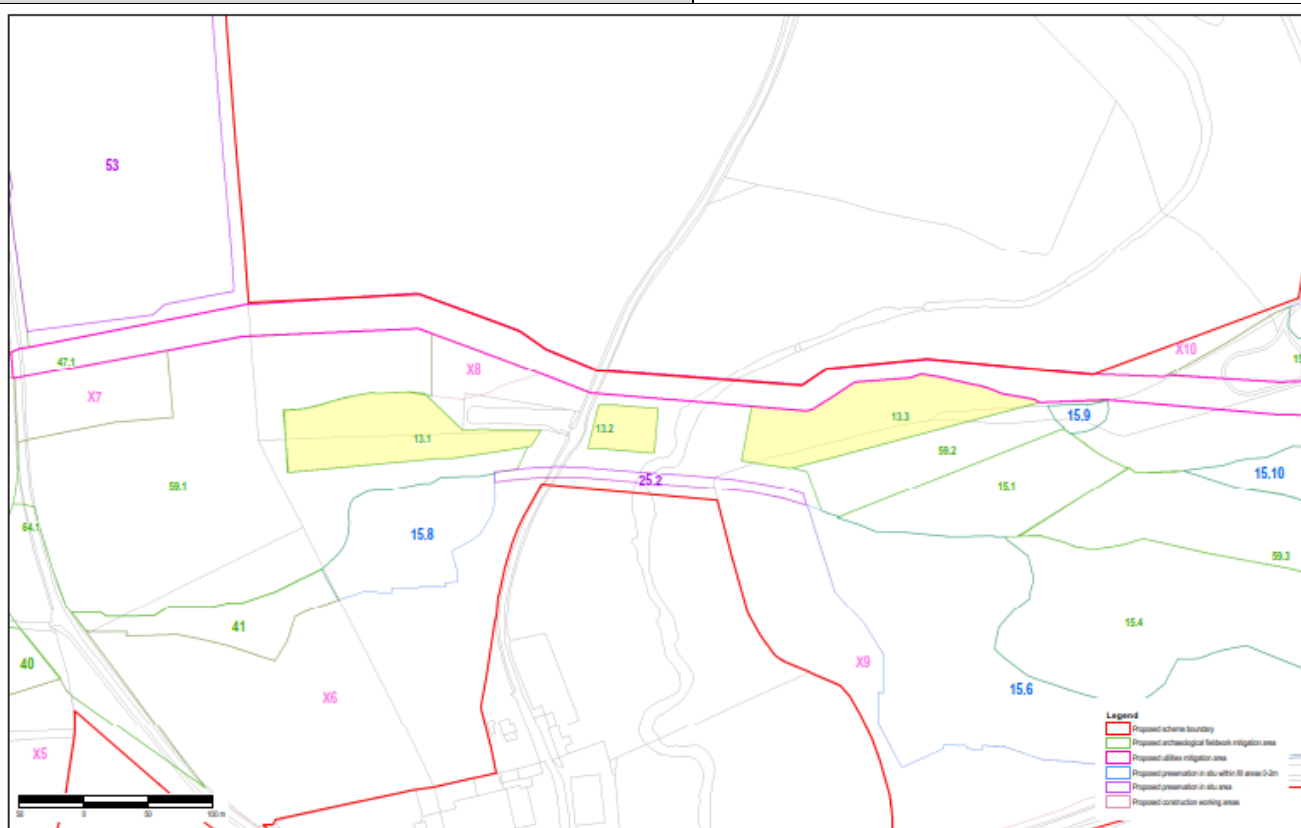 53
X10
15
47.1
X8
X7
15.9
13.3
13.1
13.2
59.2
15.10
25.2
59.1
15.1
64.1
15.8
59.3
41
15.4
40
X9
15.6
X6
X5
Legend
Proposed scheme boundary
Proposed archaeological fieldwork mitigation area
Proposed utilities mitigation area
Proposed preservation in situ within fill areas 0-2m
Proposed preservation in situ area
Proposed construction working areas
50 0 50 100 m